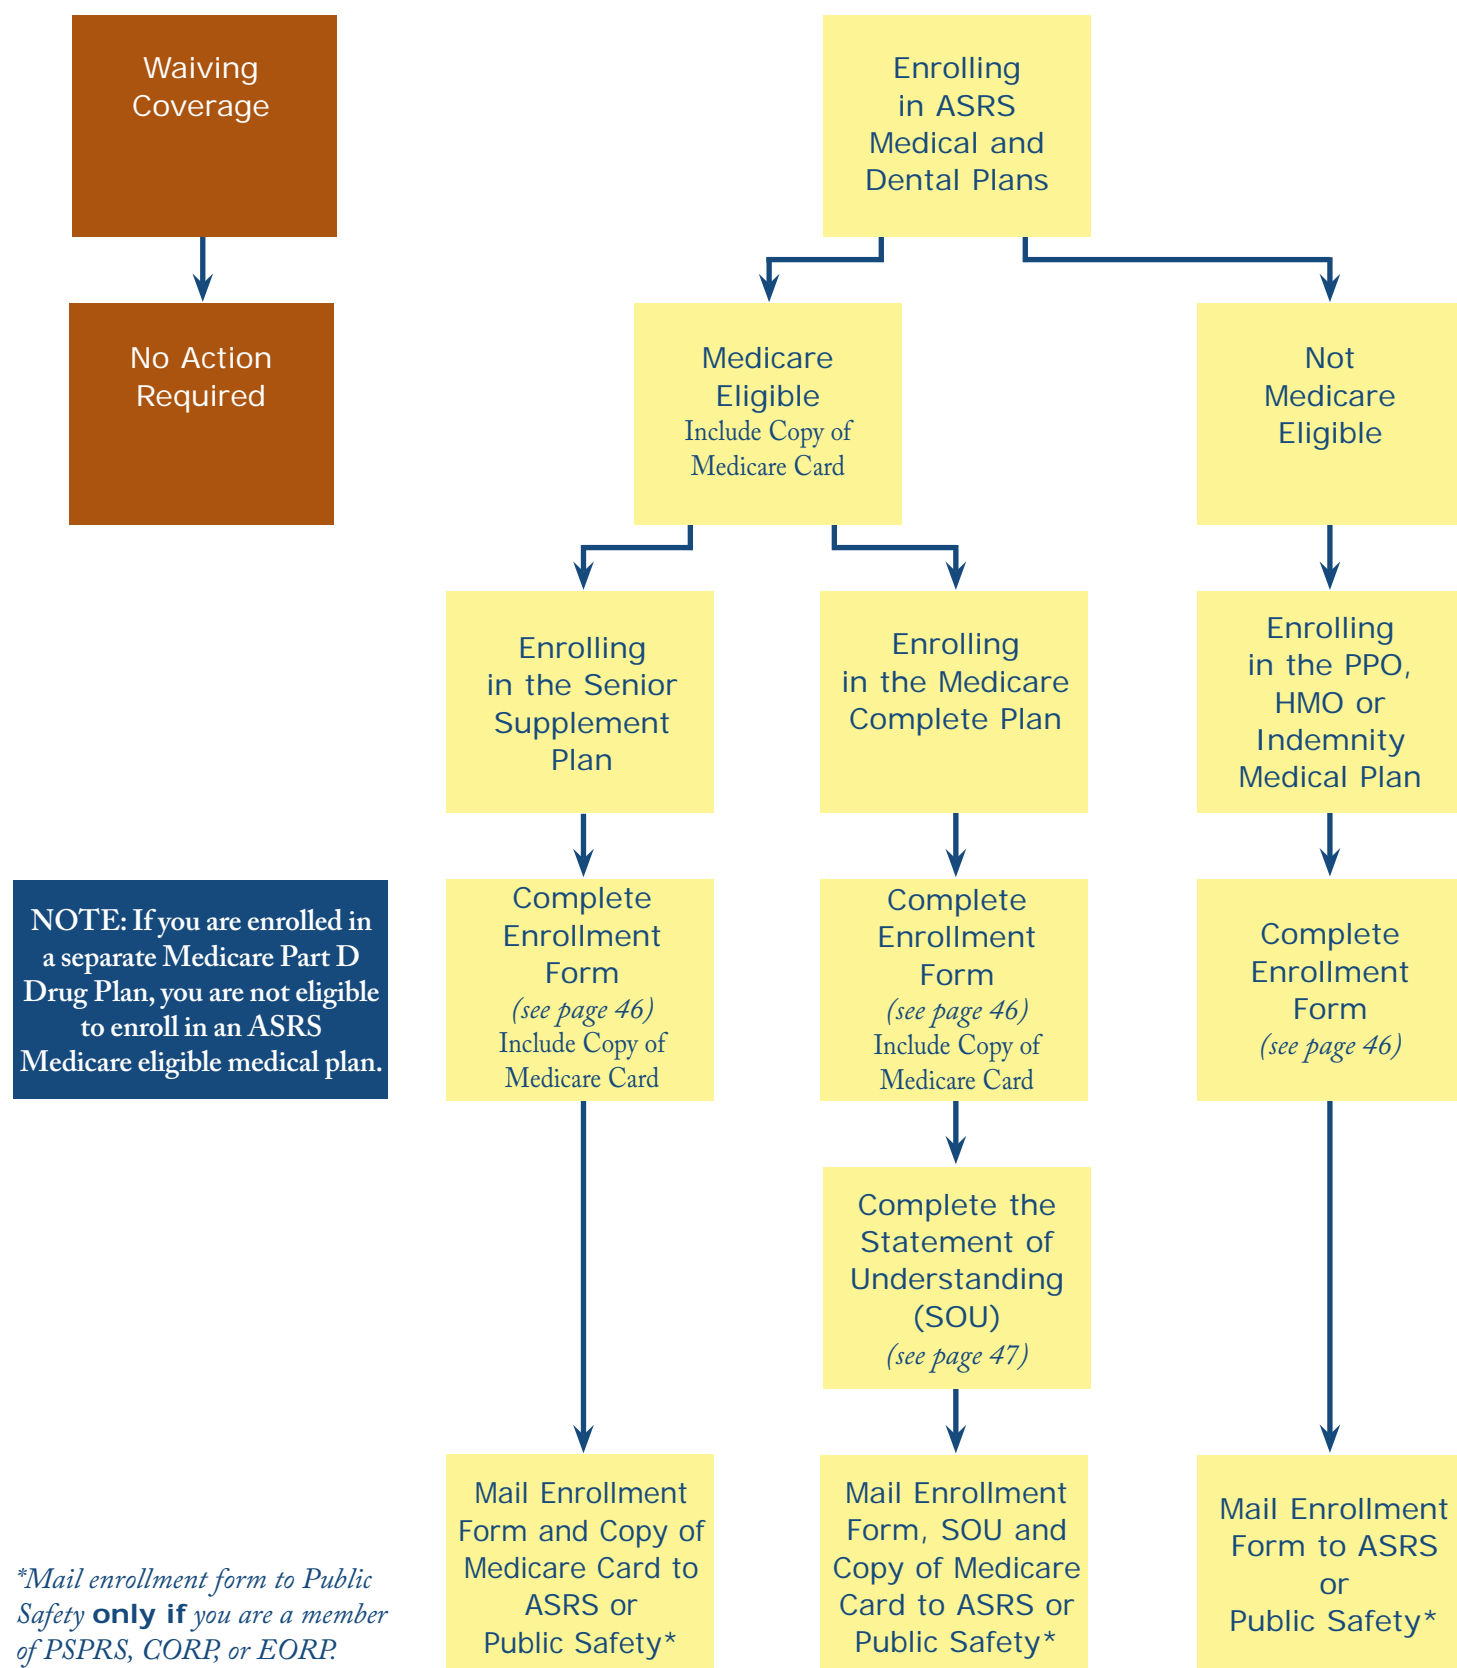 Waiving
Coverage
Enrolling
in ASRS
Medical and
Dental Plans
No Action
Required
Medicare
Eligible
Include Copy of
Medicare Card
Not
Medicare
Eligible
Enrolling
in the Senior
Supplement
Plan
Enrolling
in the Medicare
Complete Plan
Enrolling
in the PPO,
HMO or
Indemnity
Medical Plan
NOTE: If you are enrolled in
a separate Medicare Part D
Drug Plan, you are not eligible
to enroll in an ASRS
Medicare eligible medical plan.
Complete
Enrollment
Form
(see page 46)
Include Copy of
Medicare Card
Complete
Enrollment
Form
(see page 46)
Include Copy of
Medicare Card
Complete
Enrollment
Form
(see page 46)
Complete the
Statement of
Understanding
(SOU)
(see page 47)
*Mail enrollment form to Public
Safety only if you are a member
of PSPRS, CORP, or EORP.
Mail Enrollment
Form and Copy of
Medicare Card to
ASRS or
Public Safety*
Mail Enrollment
Form, SOU and
Copy of Medicare
Card to ASRS or
Public Safety*
Mail Enrollment
Form to ASRS
or
Public Safety*